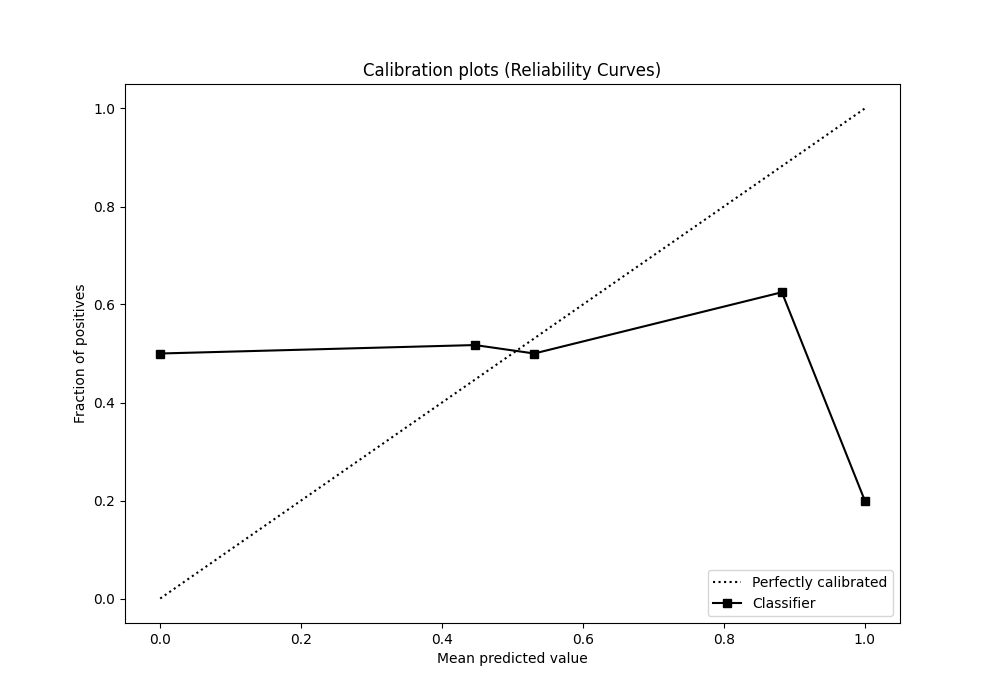 Calibration plots (Reliability Curves)
1.0
0.8
0.6
0.4
0.2
0.0
Fraction of positives
0.0 0.2 0.4 0.6 0.8 1.0
Mean predicted value
Perfectly calibrated
Classifier